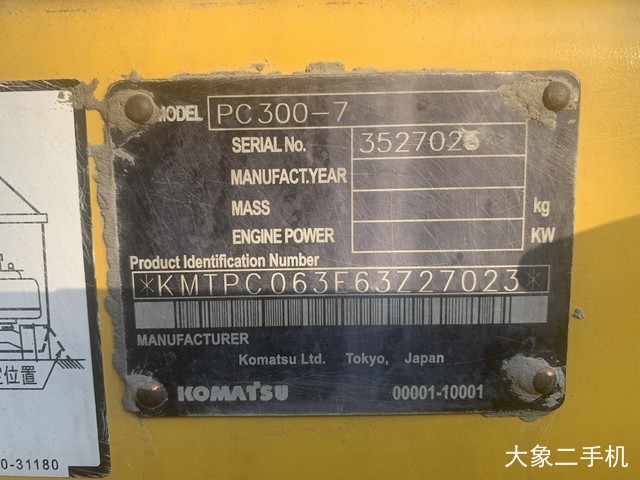 MODEL PC300-7
SERIAL No.
MANUFACT.YEAR
MASS kg
ENGINE POWER KW
Product Identification Number
*KMTPC063F63Z27023*
MANUFACTURER
Komatsu Ltd. Tokyo, Japan
KOMATSU 00001-10001
位置
0-31180
大象二手机